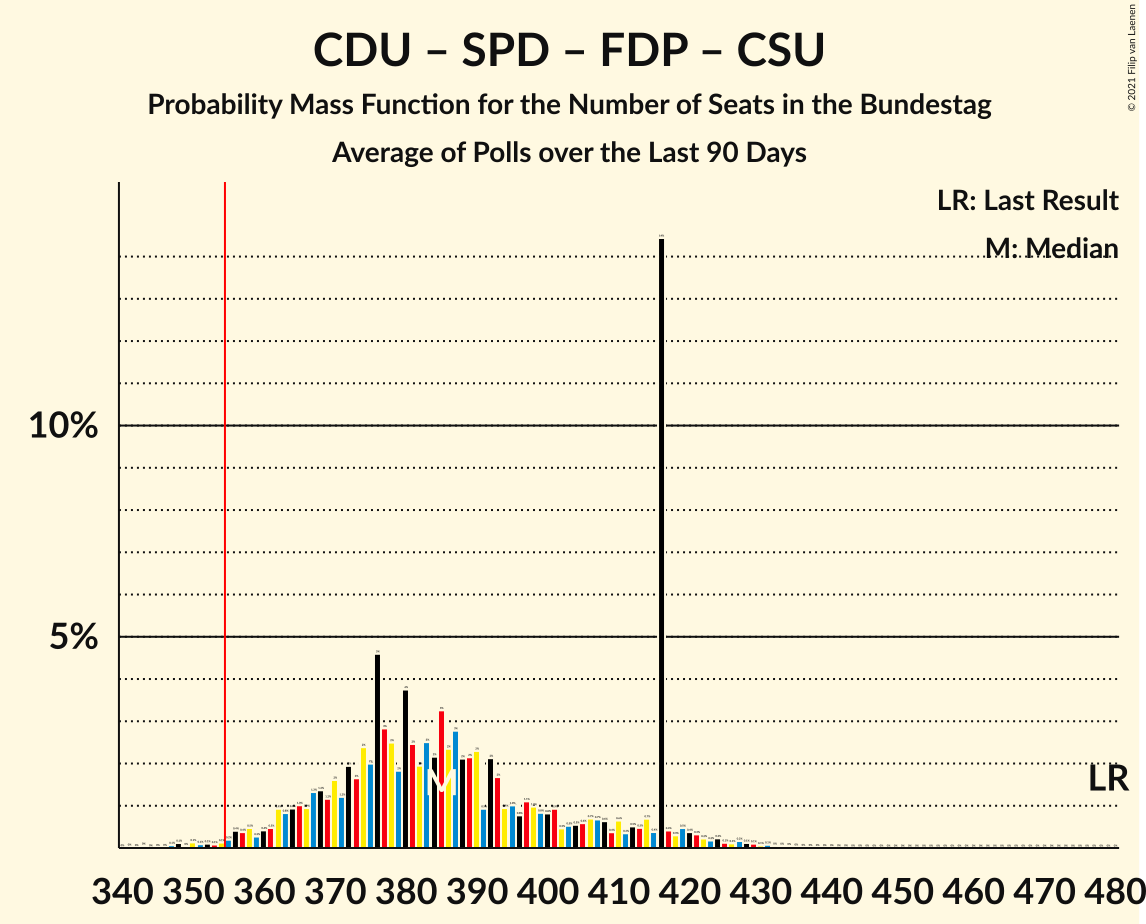 CDU – SPD – FDP – CSU
Probability Mass Function for the Number of Seats in the Bundestag
Average of Polls over the Last 90 Days
© 2021 Filip van Laenen
LR: Last Result
M: Median
10%
5%
M
LR
340 350 360 370 380 390 400 410 420 430 440 450 460 470 480